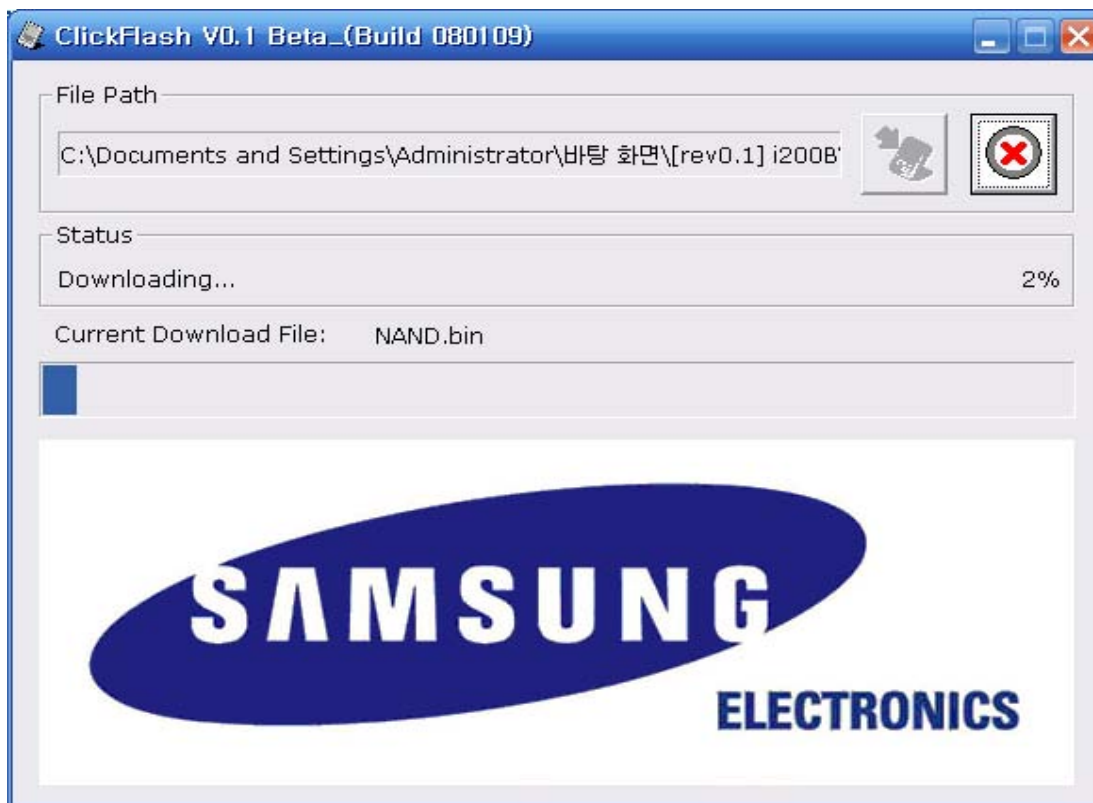 ClickFlash V0.1 Beta_(Build 080109)
File Path
C:\Documents and Settings\Administrator\바탕 화면\[rev0.1] i200B
Status
Downloading... 2%
Current Download File: NAND.bin
SAMSUNG
ELECTRONICS